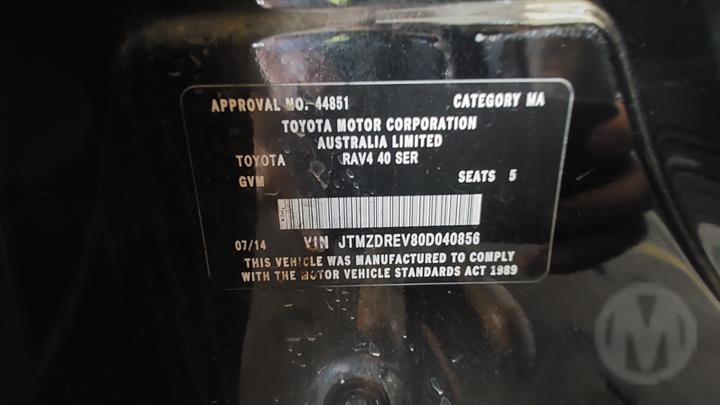 APPROVAL NO. 44851 CATEGORY MA
TOYOTA MOTOR CORPORATION
AUSTRALIA LIMITED
TOYOTA RAV4 40 SER
GVM SEATS 5
07/14 VIN JTMZDREV80D040856
THIS VEHICLE WAS MANUFACTURED TO COMPLY
WITH THE MOTOR VEHICLE STANDARDS ACT 1989
M